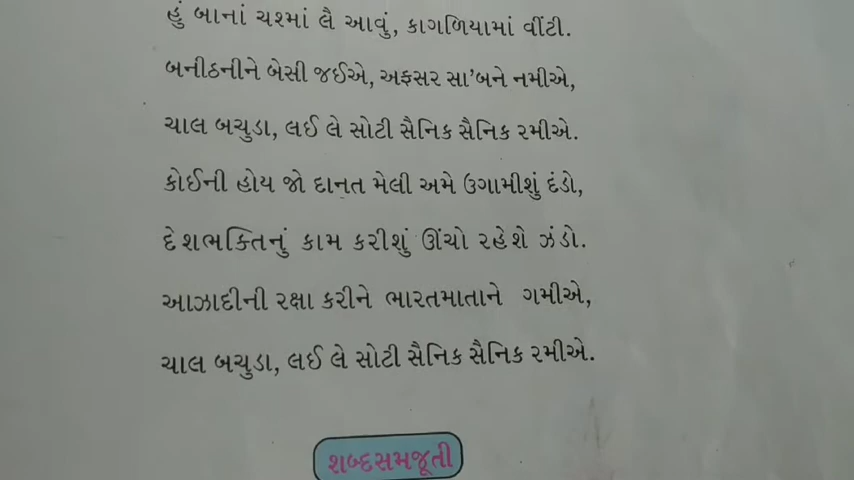 હું બાનાં ચશ્માં લૈ આવું, કાગળિયામાં વીંટી.
બનીઠનીને બેસી જઈએ, અફસર સા’બને નમીએ,
ચાલ બચુડા, લઈ લે સોટી સૈનિક સૈનિક રમીએ.
કોઈની હોય જો દાનત મેલી અમે ઉગામીશું દંડો,
દેશભક્તિનું કામ કરીશું ઊંચો રહેશે ઝંડો.
આઝાદીની રક્ષા કરીને ભારતમાતાને ગમીએ,
ચાલ બચુડા, લઈ લે સોટી સૈનિક સૈનિક રમીએ.
શબ્દસમજૂતી